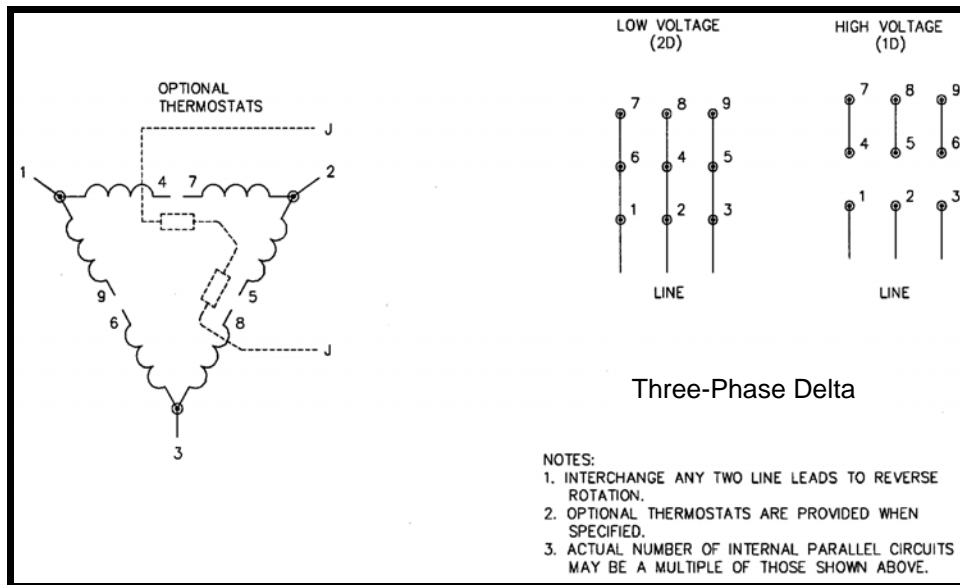 OPTIONAL
THERMOSTATS
J
1
4 7
2
9
5
6
8
J
3
LOW VOLTAGE
(2D)
7 8 9
6 4 5
1 2 3
LINE
HIGH VOLTAGE
(1D)
7 8 9
4 5 6
1 2 3
LINE
Three-Phase Delta
NOTES:
1. INTERCHANGE ANY TWO LINE LEADS TO REVERSE
ROTATION.
2. OPTIONAL THERMOSTATS ARE PROVIDED WHEN
SPECIFIED.
3. ACTUAL NUMBER OF INTERNAL PARALLEL CIRCUITS
MAY BE A MULTIPLE OF THOSE SHOWN ABOVE.